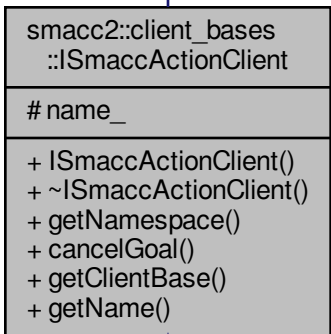 smacc2::client_bases
::ISmaccActionClient
# name_
+ ISmaccActionClient()
+ ~ISmaccActionClient()
+ getNamespace()
+ cancelGoal()
+ getClientBase()
+ getName()